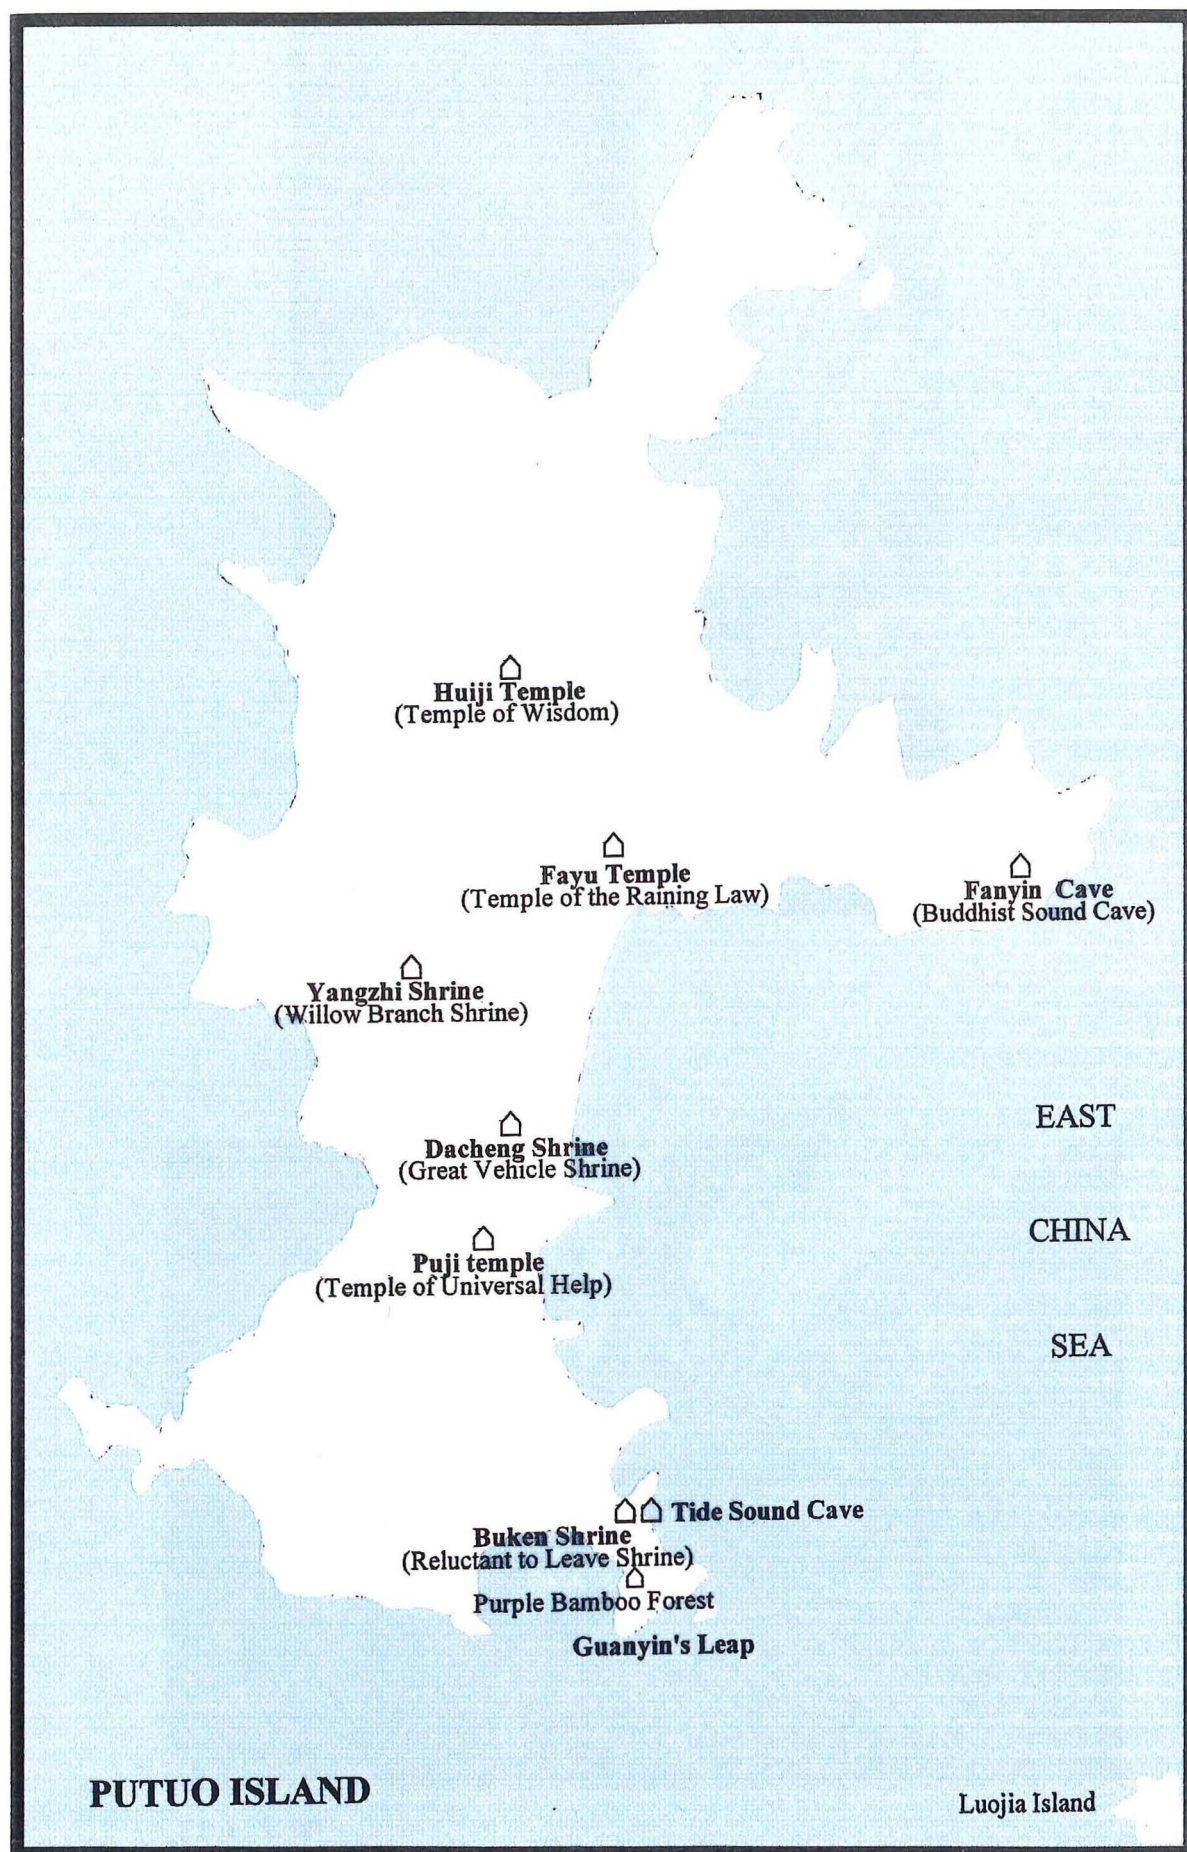 Huiji Temple
(Temple of Wisdom)
Fayu Temple
(Temple of the Raining Law)
Fanyin Cave
(Buddhist Sound Cave)
Yangzhi Shrine
(Willow Branch Shrine)
EAST
Dacheng Shrine
(Great Vehicle Shrine)
CHINA
Puji temple
(Temple of Universal Help)
SEA
Tide Sound Cave
Buken Shrine
(Reluctant to Leave Shrine)
Purple Bamboo Forest
Guanyin's Leap
PUTUO ISLAND
Luojia Island